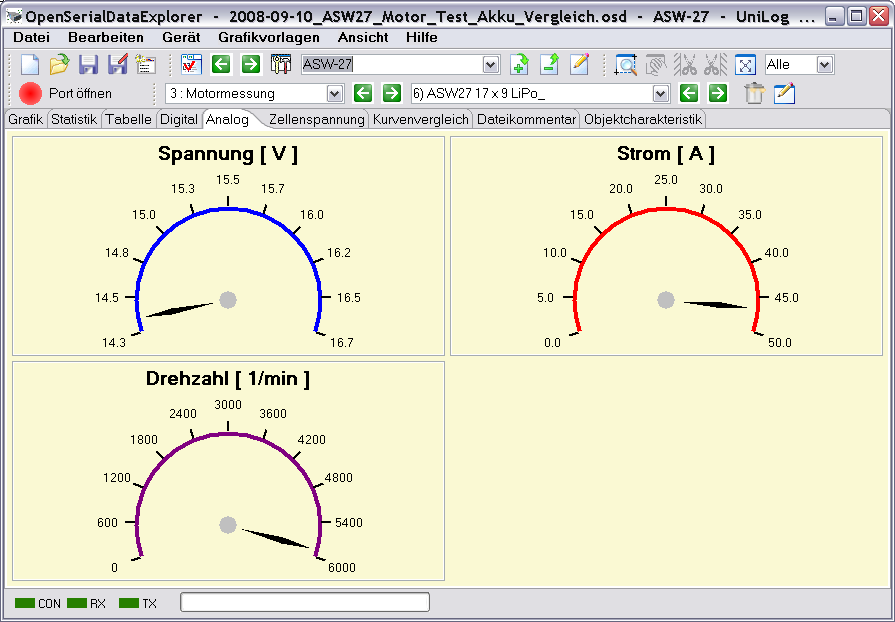 OpenSerialDataExplorer - 2008-09-10_ASW27_Motor_Test_Akku_Vergleich.osd - ASW-27 - UniLog ...
Datei Bearbeiten Gerät Grafikvorlagen Ansicht Hilfe
ASW-27 Alle
Port öffnen 3 : Motormessung 6) ASW27 17 x 9 LiPo_
Grafik Statistik Tabelle Digital Analog Zellenspannung Kurvenvergleich Dateikommentar Objektcharakteristik
Spannung [ V ]
15.5
15.3 15.7
15.0 16.0
14.8 16.2
14.5 16.5
14.3 16.7
Strom [ A ]
25.0
20.0 30.0
15.0 35.0
10.0 40.0
5.0 45.0
0.0 50.0
Drehzahl [ 1/min ]
3000
2400 3600
1800 4200
1200 4800
600 5400
0 6000
CON RX TX